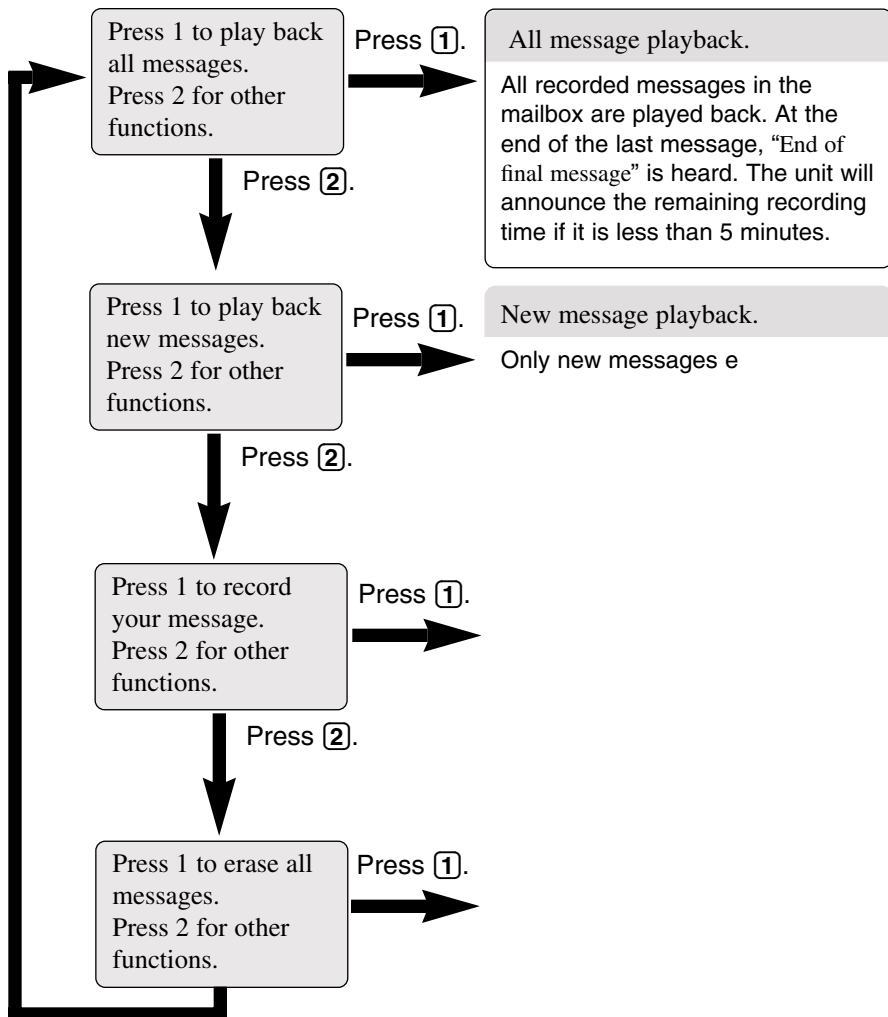 Press 1 to play back
all messages.
Press 2 for other
functions.
Press 1.
All message playback.
All recorded messages in the
mailbox are played back. At the
end of the last message, “End of
final message” is heard. The unit will
announce the remaining recording
time if it is less than 5 minutes.
Press 2.
Press 1 to play back
new messages.
Press 2 for other
functions.
Press 1.
New message playback.
Only new messages e
Press 2.
Press 1 to record
your message.
Press 2 for other
functions.
Press 1.
Press 2.
Press 1 to erase all
messages.
Press 2 for other
functions.
Press 1.